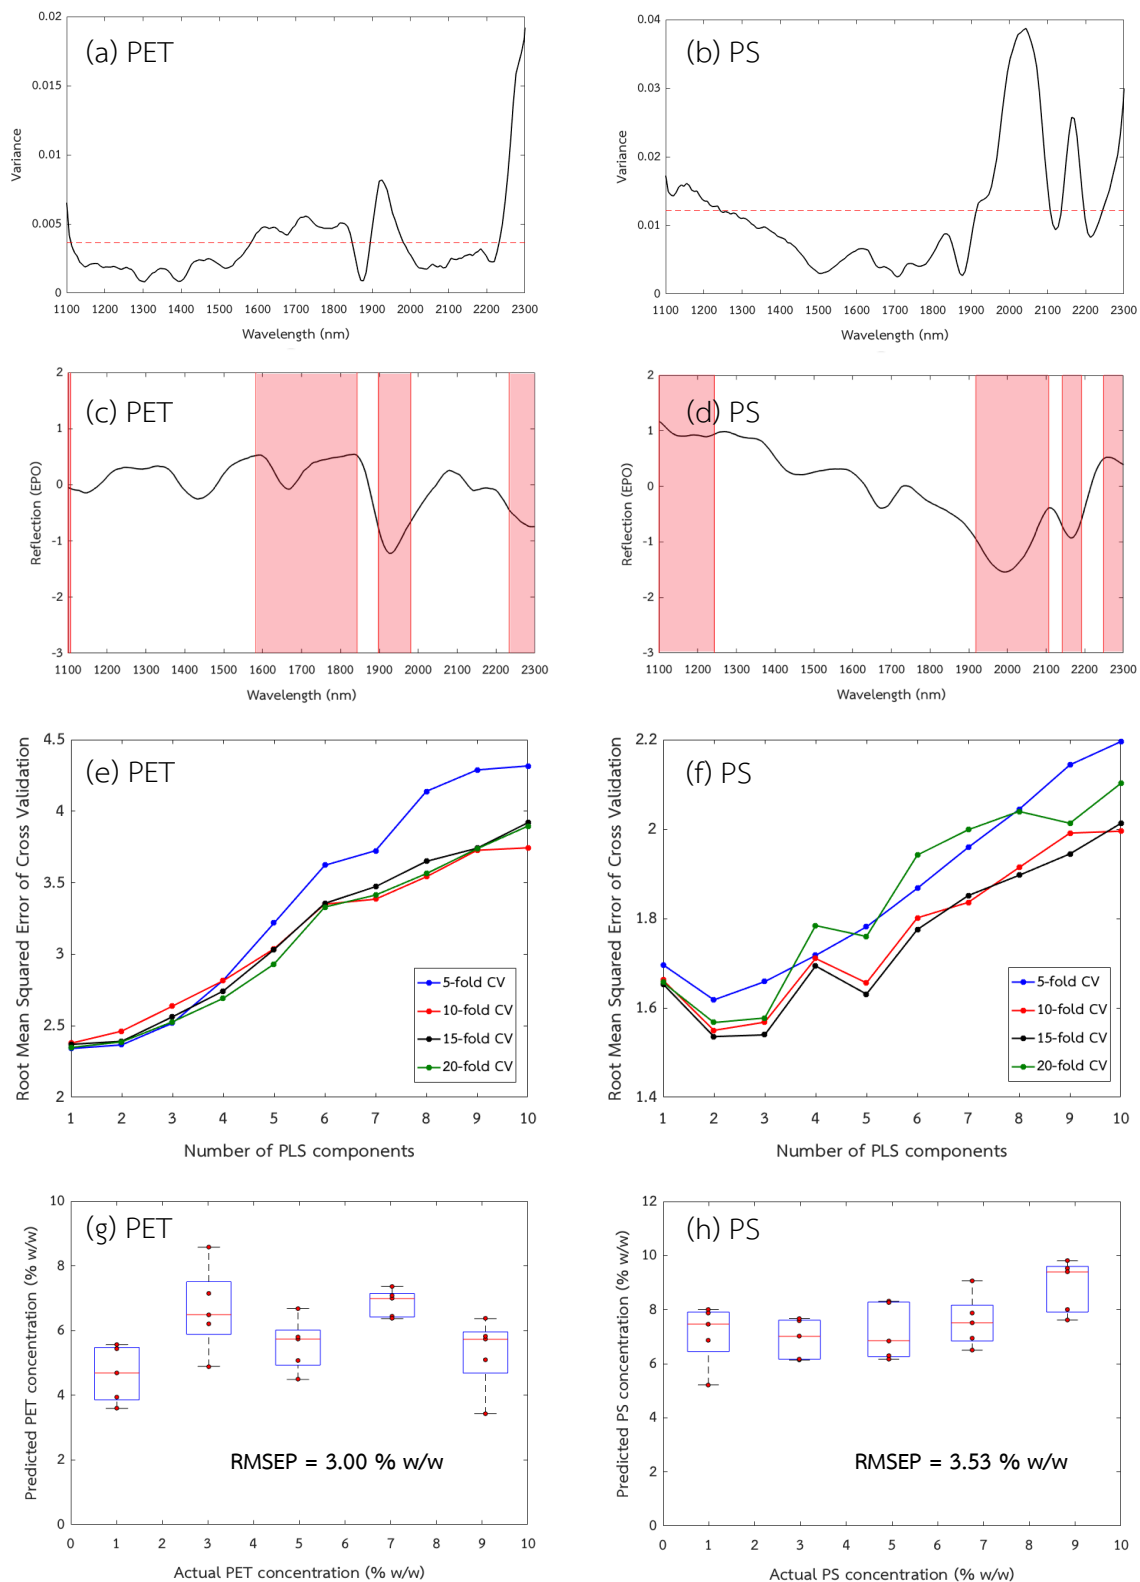 (a) PET
0.02
0.015
0.01
0.005
0
Variance
1100 1200 1300 1400 1500 1600 1700 1800 1900 2000 2100 2200 2300
Wavelength (nm)
(b) PS
0.04
0.03
0.02
0.01
0
Variance
1100 1200 1300 1400 1500 1600 1700 1800 1900 2000 2100 2200 2300
Wavelength (nm)
(c) PET
2
1
0
-1
-2
-3
Reflection (EPO)
1100 1200 1300 1400 1500 1600 1700 1800 1900 2000 2100 2200 2300
Wavelength (nm)
(d) PS
2
1
0
-1
-2
-3
Reflection (EPO)
1100 1200 1300 1400 1500 1600 1700 1800 1900 2000 2100 2200 2300
Wavelength (nm)
(e) PET
4.5
4
3.5
3
2.5
2
Root Mean Squared Error of Cross Validation
5-fold CV
10-fold CV
15-fold CV
20-fold CV
1 2 3 4 5 6 7 8 9 10
Number of PLS components
(f) PS
2.2
2
1.8
1.6
1.4
Root Mean Squared Error of Cross Validation
5-fold CV
10-fold CV
15-fold CV
20-fold CV
1 2 3 4 5 6 7 8 9 10
Number of PLS components
(g) PET
10
8
6
4
2
0
Predicted PET concentration (% w/w)
RMSEP = 3.00 % w/w
0 1 2 3 4 5 6 7 8 9 10
Actual PET concentration (% w/w)
(h) PS
12
10
8
6
4
2
0
Predicted PS concentration (% w/w)
RMSEP = 3.53 % w/w
0 1 2 3 4 5 6 7 8 9 10
Actual PS concentration (% w/w)